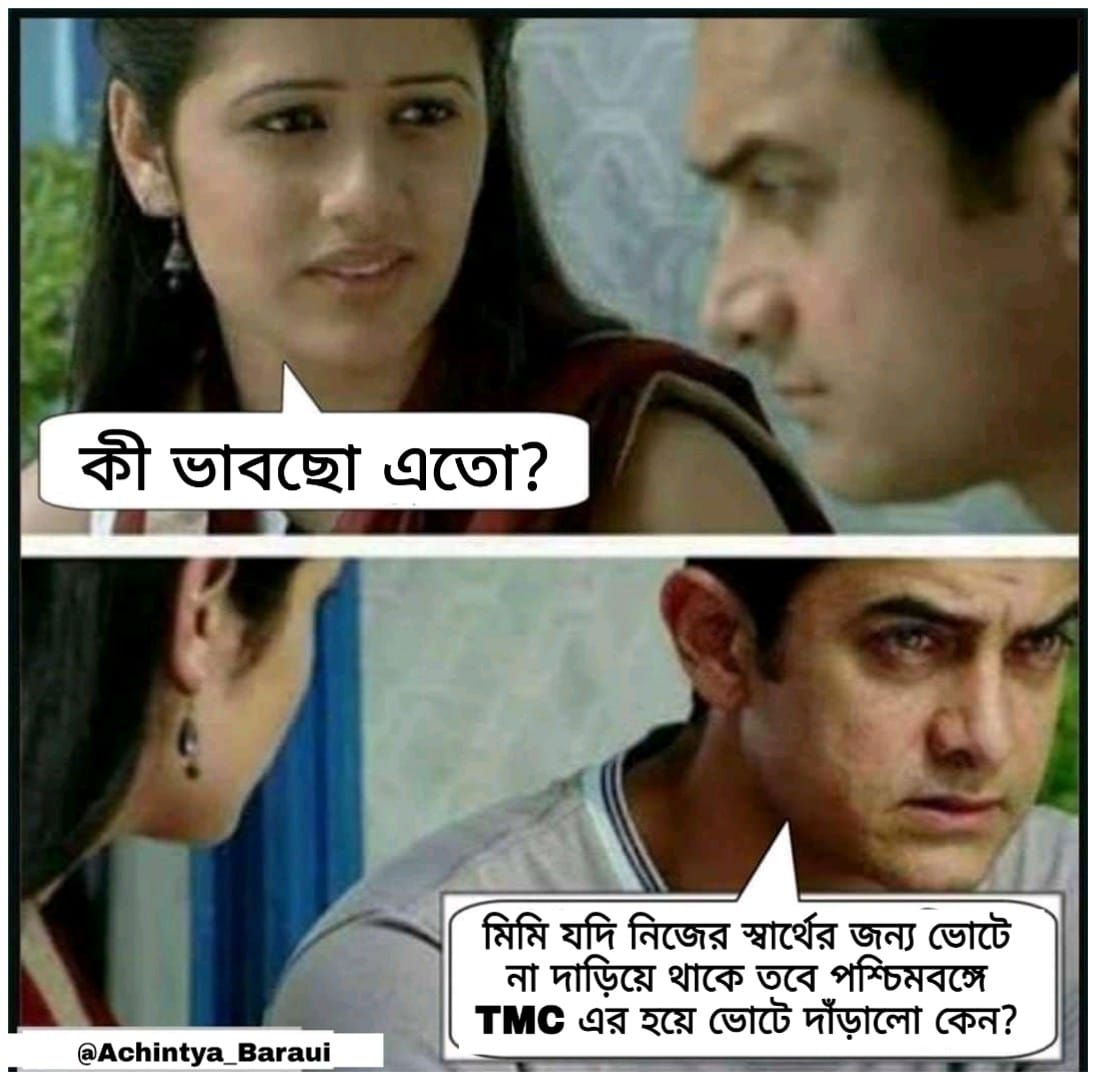 কী ভাবছো এতো?
মিমি যদি নিজের স্বার্থের জন্য ভোটে
না দাড়িয়ে থাকে তবে পশ্চিমবঙ্গে
TMC এর হয়ে ভোটে দাঁড়ালো কেন?
@Achintya_Baraui